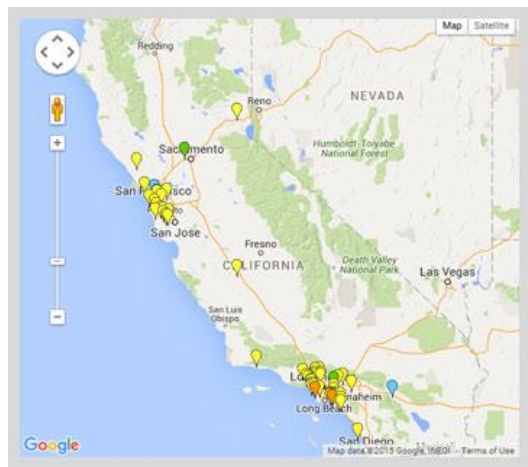 Map Satellite
Redding
Reno
NEVADA
Sacramento
Humboldt-Toiyabe
National Forest
San Francisco
San Jose
Fresno
CALIFORNIA
Death Valley
National Park
Las Vegas
San Luis
Obispo
Lo
naheim
Long Beach
San Diego
Google
Map data ©2015 Google, INEGI - Terms of Use